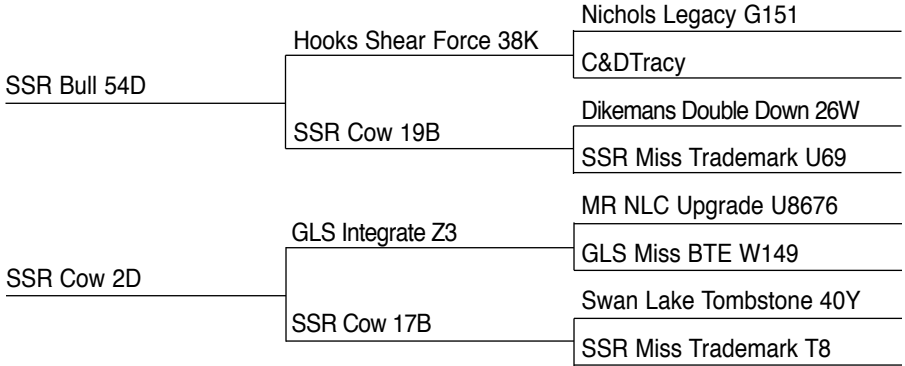 Nichols Legacy G151
Hooks Shear Force 38K
C&DTracy
SSR Bull 54D
Dikemans Double Down 26W
SSR Cow 19B
SSR Miss Trademark U69
MR NLC Upgrade U8676
GLS Integrate Z3
GLS Miss BTE W149
SSR Cow 2D
Swan Lake Tombstone 40Y
SSR Cow 17B
SSR Miss Trademark T8